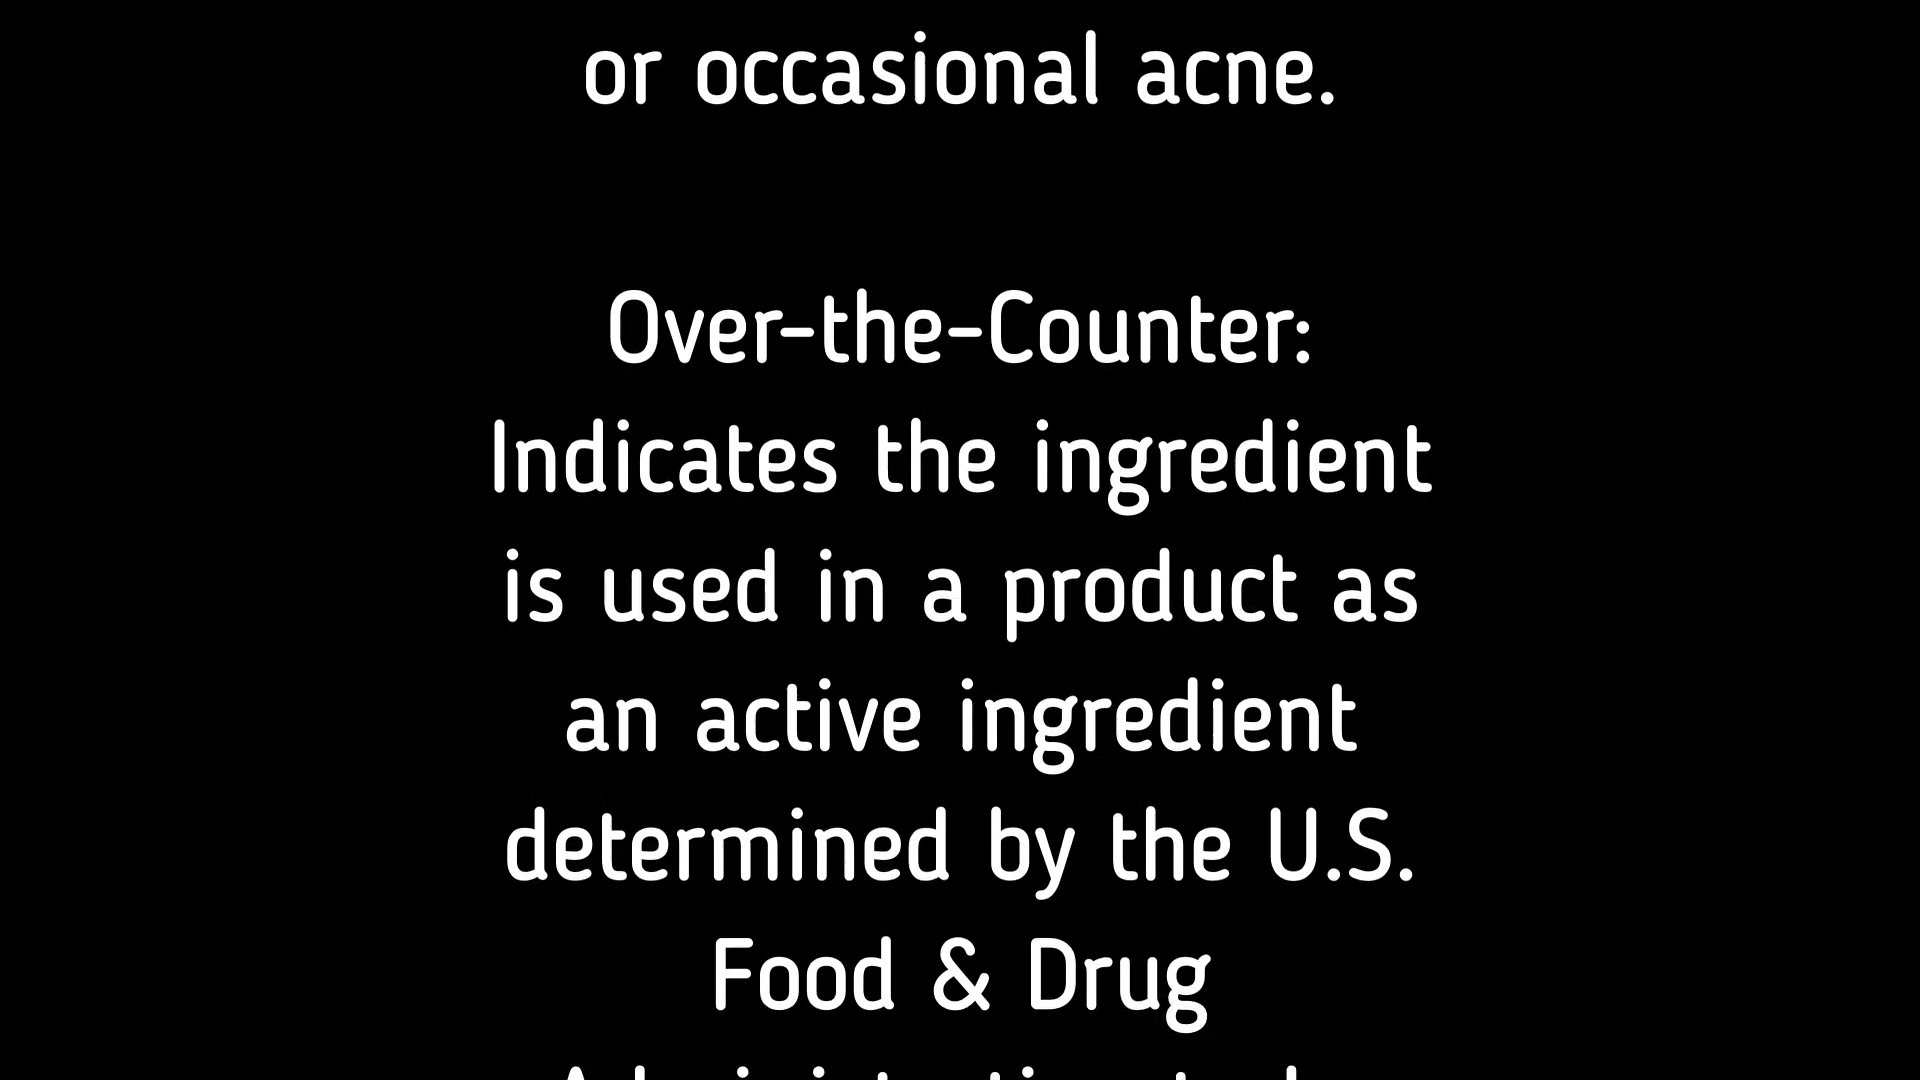 or occasional acne.
Over-the-Counter:
Indicates the ingredient
is used in a product as
an active ingredient
determined by the U.S.
Food & Drug